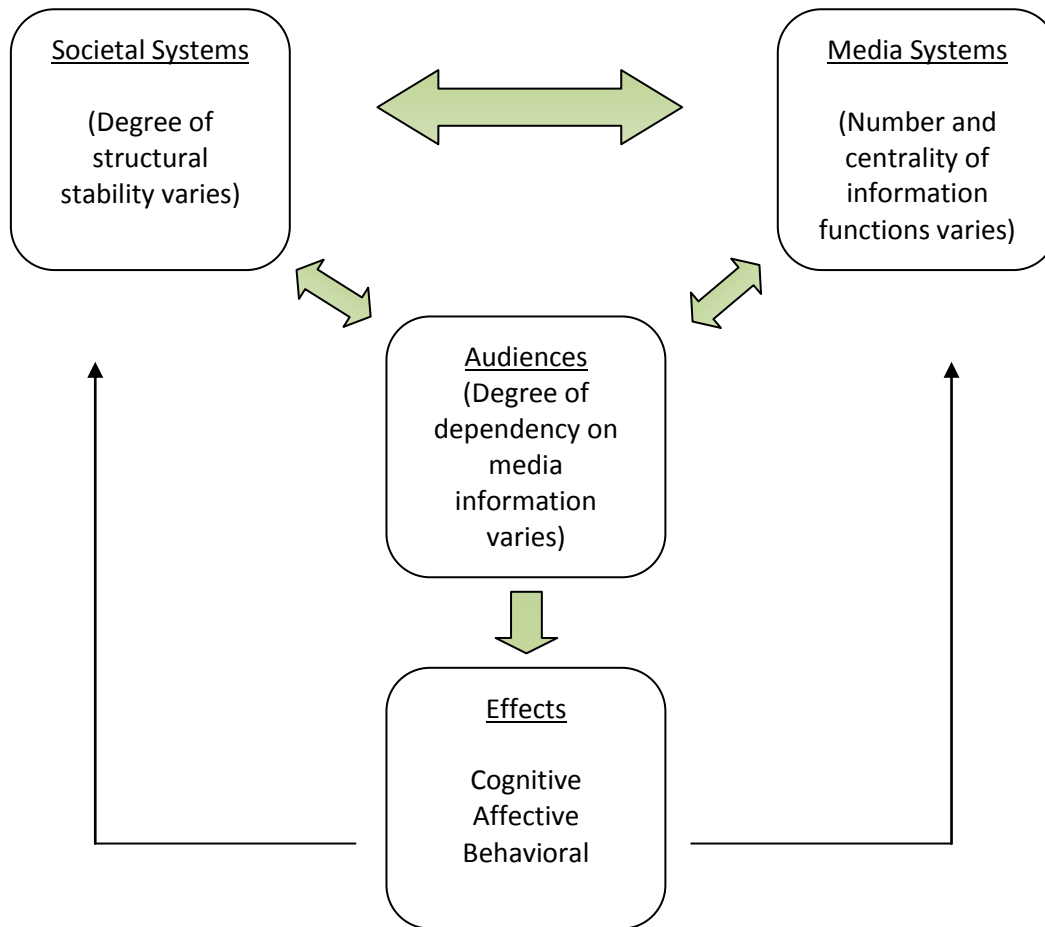 Societal Systems
(Degree of
structural
stability varies)
Media Systems
(Number and
centrality of
information
functions varies)
Audiences
(Degree of
dependency on
media
information
varies)
Effects
Cognitive
Affective
Behavioral